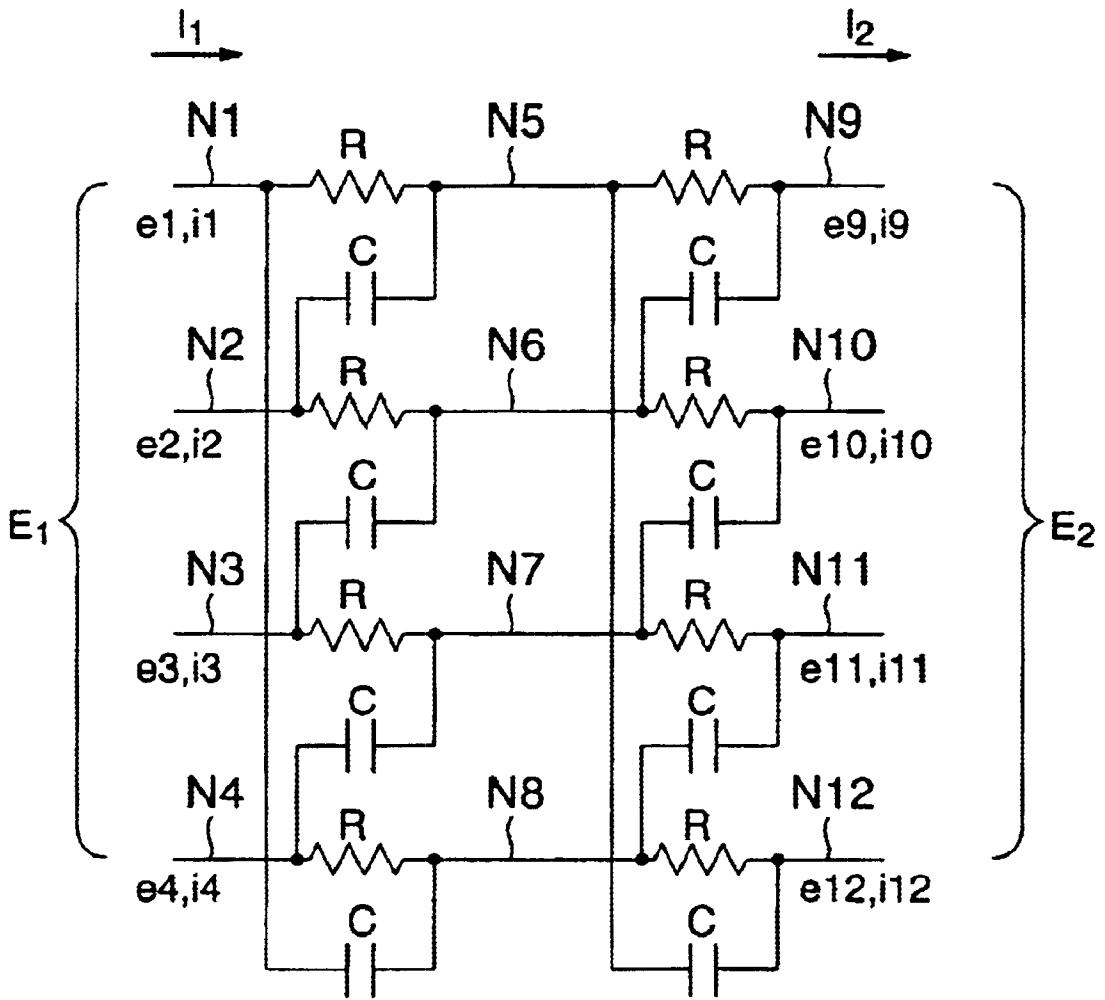 I1 I2
N1 N5 N9
R R
e1,i1 e9,i9
C C
N2 N6 N10
R R
e2,i2 e10,i10
C C
E1 E2
N3 N7 N11
R R
e3,i3 e11,i11
C C
N4 N8 N12
R R
e4,i4 e12,i12
C C